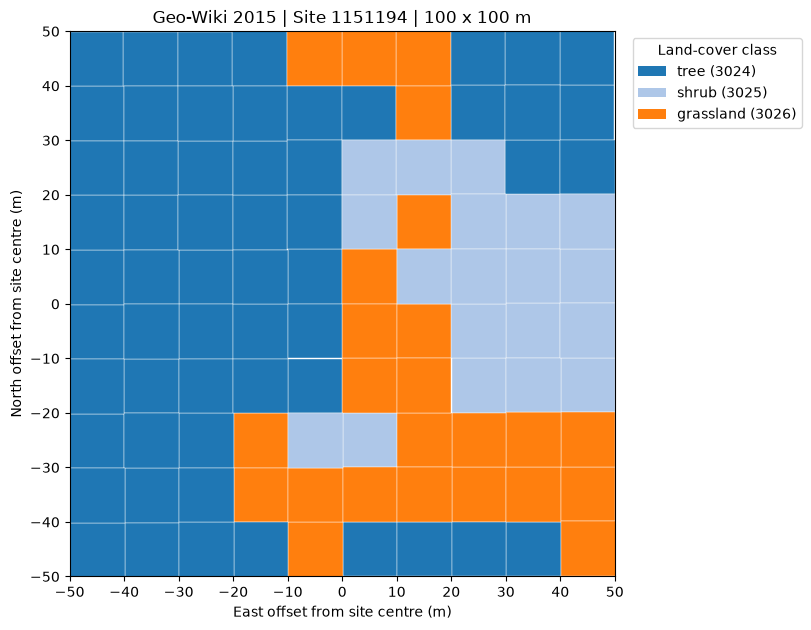 Geo-Wiki 2015 | Site 1151194 | 100 x 100 m
Land-cover class
tree (3024)
shrub (3025)
grassland (3026)
North offset from site centre (m)
50
40
30
20
10
0
−10
−20
−30
−40
−50
−50 −40 −30 −20 −10 0 10 20 30 40 50
East offset from site centre (m)